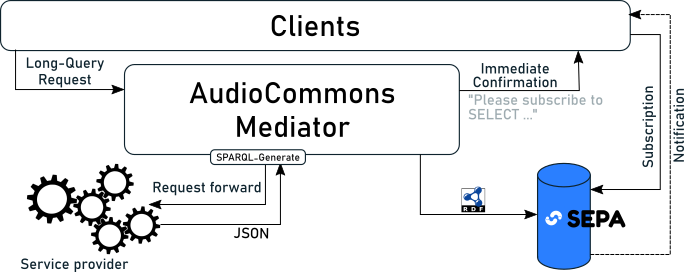 Clients
Long-Query
Request
Immediate
Confirmation
"Please subscribe to
SELECT ..."
AudioCommons
Mediator
SPARQL-Generate
Subscription
Notification
Request forward
JSON
Service provider
RDF
SEPA